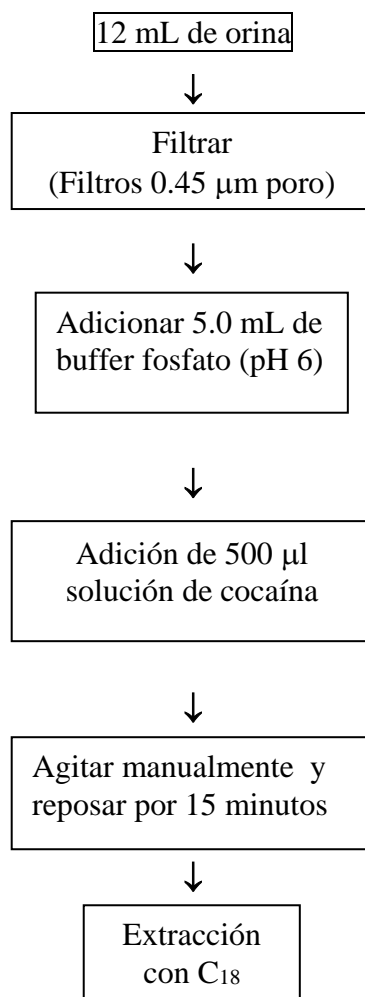 12 mL de orina
↓
Filtrar
(Filtros 0.45 μm poro)
↓
Adicionar 5.0 mL de
buffer fosfato (pH 6)
↓
Adición de 500 μl
solución de cocaína
↓
Agitar manualmente y
reposar por 15 minutos
↓
Extracción
con C₁₈